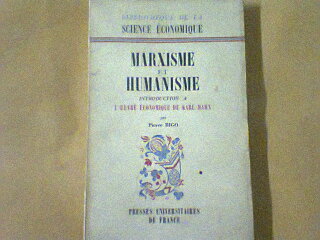 BIBLIOTHÈQUE DE LA
SCIENCE ÉCONOMIQUE
MARXISME
ET
HUMANISME
INTRODUCTION A
L'ŒUVRE ÉCONOMIQUE DE KARL MARX
par
Pierre BIGO
PRESSES UNIVERSITAIRES
DE FRANCE